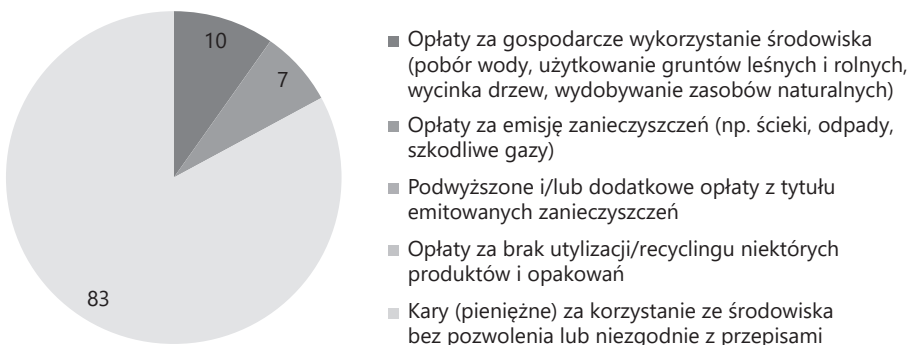 10
7
83
Opłaty za gospodarcze wykorzystanie środowiska
(pobór wody, użytkowanie gruntów leśnych i rolnych,
wycinka drzew, wydobywanie zasobów naturalnych)
Opłaty za emisję zanieczyszczeń (np. ścieki, odpady,
szkodliwe gazy)
Podwyższone i/lub dodatkowe opłaty z tytułu
emitowanych zanieczyszczeń
Opłaty za brak utylizacji/recyclingu niektórych
produktów i opakowań
Kary (pieniężne) za korzystanie ze środowiska
bez pozwolenia lub niezgodnie z przepisami